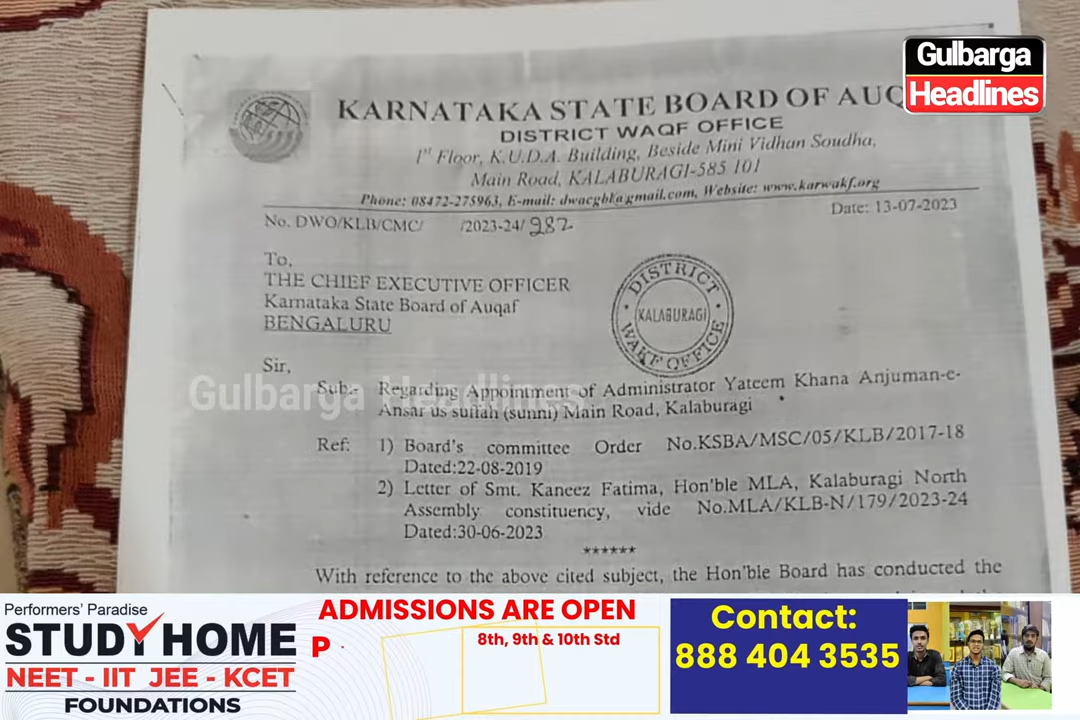 Gulbarga
Headlines
KARNATAKA STATE BOARD OF AUQ
DISTRICT WAQF OFFICE
1st Floor, K.U.D.A. Building, Beside Mini Vidhan Soudha,
Main Road, KALABURAGI-585 101
Phone: 08472-275963, E-mail: dwacgbl@gmail.com, Website: www.karwakf.org
No. DWO/KLB/CMC/ /2023-24/982
Date: 13-07-2023
To,
THE CHIEF EXECUTIVE OFFICER
Karnataka State Board of Auqaf
BENGALURU
DISTRICT
KALABURAGI
WAKF OFFICE
Sir,
Sub:- Regarding Appointment of Administrator Yateem Khana Anjuman-e-
Ansar us suffah (sunni) Main Road, Kalaburagi
Gulbarga Headlines
Ref: 1) Board's committee Order No.KSBA/MSC/05/KLB/2017-18
Dated:22-08-2019
2) Letter of Smt. Kaneez Fatima, Hon'ble MLA, Kalaburagi North
Assembly constituency, vide No.MLA/KLB-N/179/2023-24
Dated:30-06-2023
******
With reference to the above cited subject, the Hon'ble Board has conducted the
Performers' Paradise
STUDY HOME
NEET - IIT JEE - KCET
FOUNDATIONS
ADMISSIONS ARE OPEN
P
8th, 9th & 10th Std
Contact:
888 404 3535